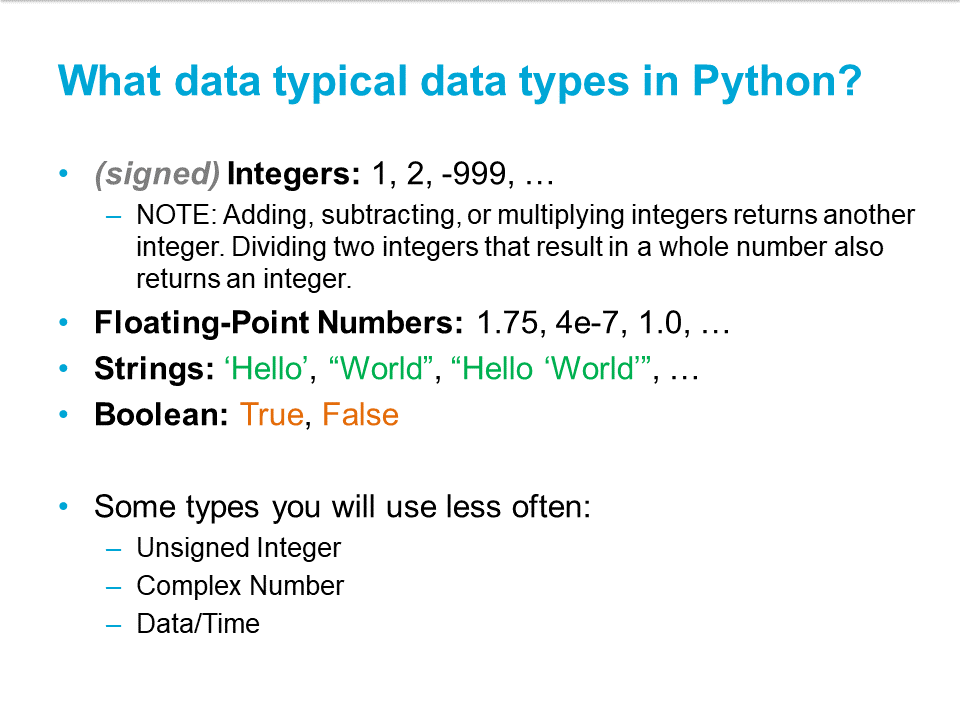 What data typical data types in Python?
• (signed) Integers: 1, 2, -999, …
– NOTE: Adding, subtracting, or multiplying integers returns another
integer. Dividing two integers that result in a whole number also
returns an integer.
• Floating-Point Numbers: 1.75, 4e-7, 1.0, …
• Strings: ‘Hello’, “World”, “Hello ‘World’”, …
• Boolean: True, False
• Some types you will use less often:
– Unsigned Integer
– Complex Number
– Data/Time